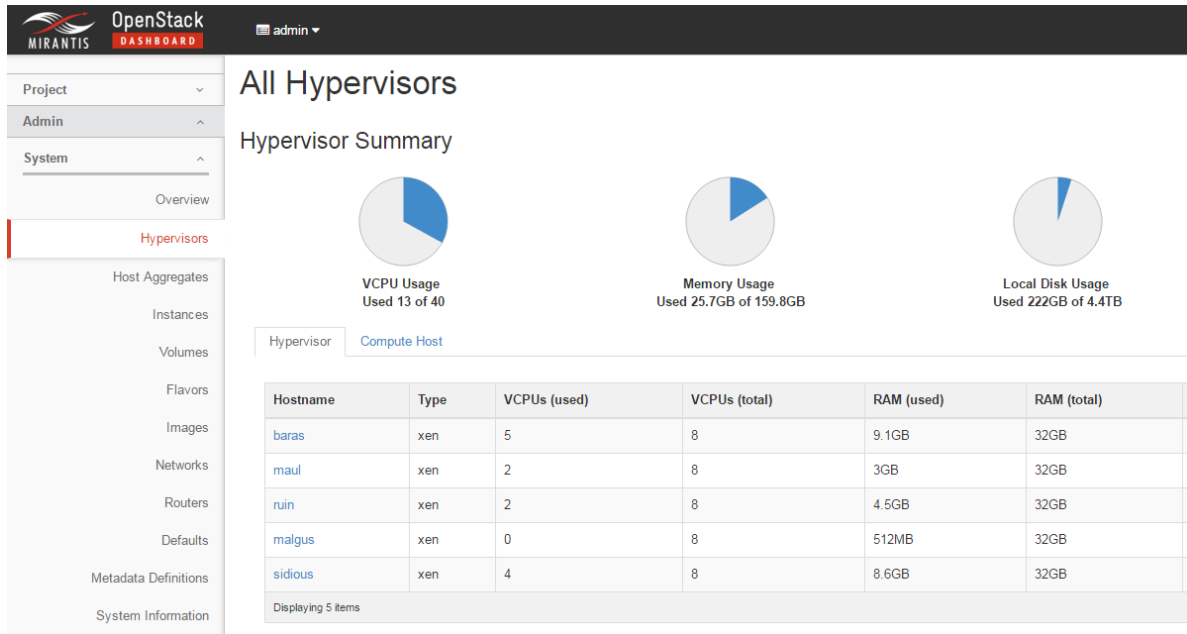 MIRANTIS
OpenStack
DASHBOARD
admin
Project
Admin
System
Overview
Hypervisors
Host Aggregates
Instances
Volumes
Flavors
Images
Networks
Routers
Defaults
Metadata Definitions
System Information
All Hypervisors
Hypervisor Summary
VCPU Usage
Used 13 of 40
Memory Usage
Used 25.7GB of 159.8GB
Local Disk Usage
Used 222GB of 4.4TB
Hypervisor Compute Host
Hostname Type VCPUs (used) VCPUs (total) RAM (used) RAM (total)
baras xen 5 8 9.1GB 32GB
maul xen 2 8 3GB 32GB
ruin xen 2 8 4.5GB 32GB
malgus xen 0 8 512MB 32GB
sidious xen 4 8 8.6GB 32GB
Displaying 5 items